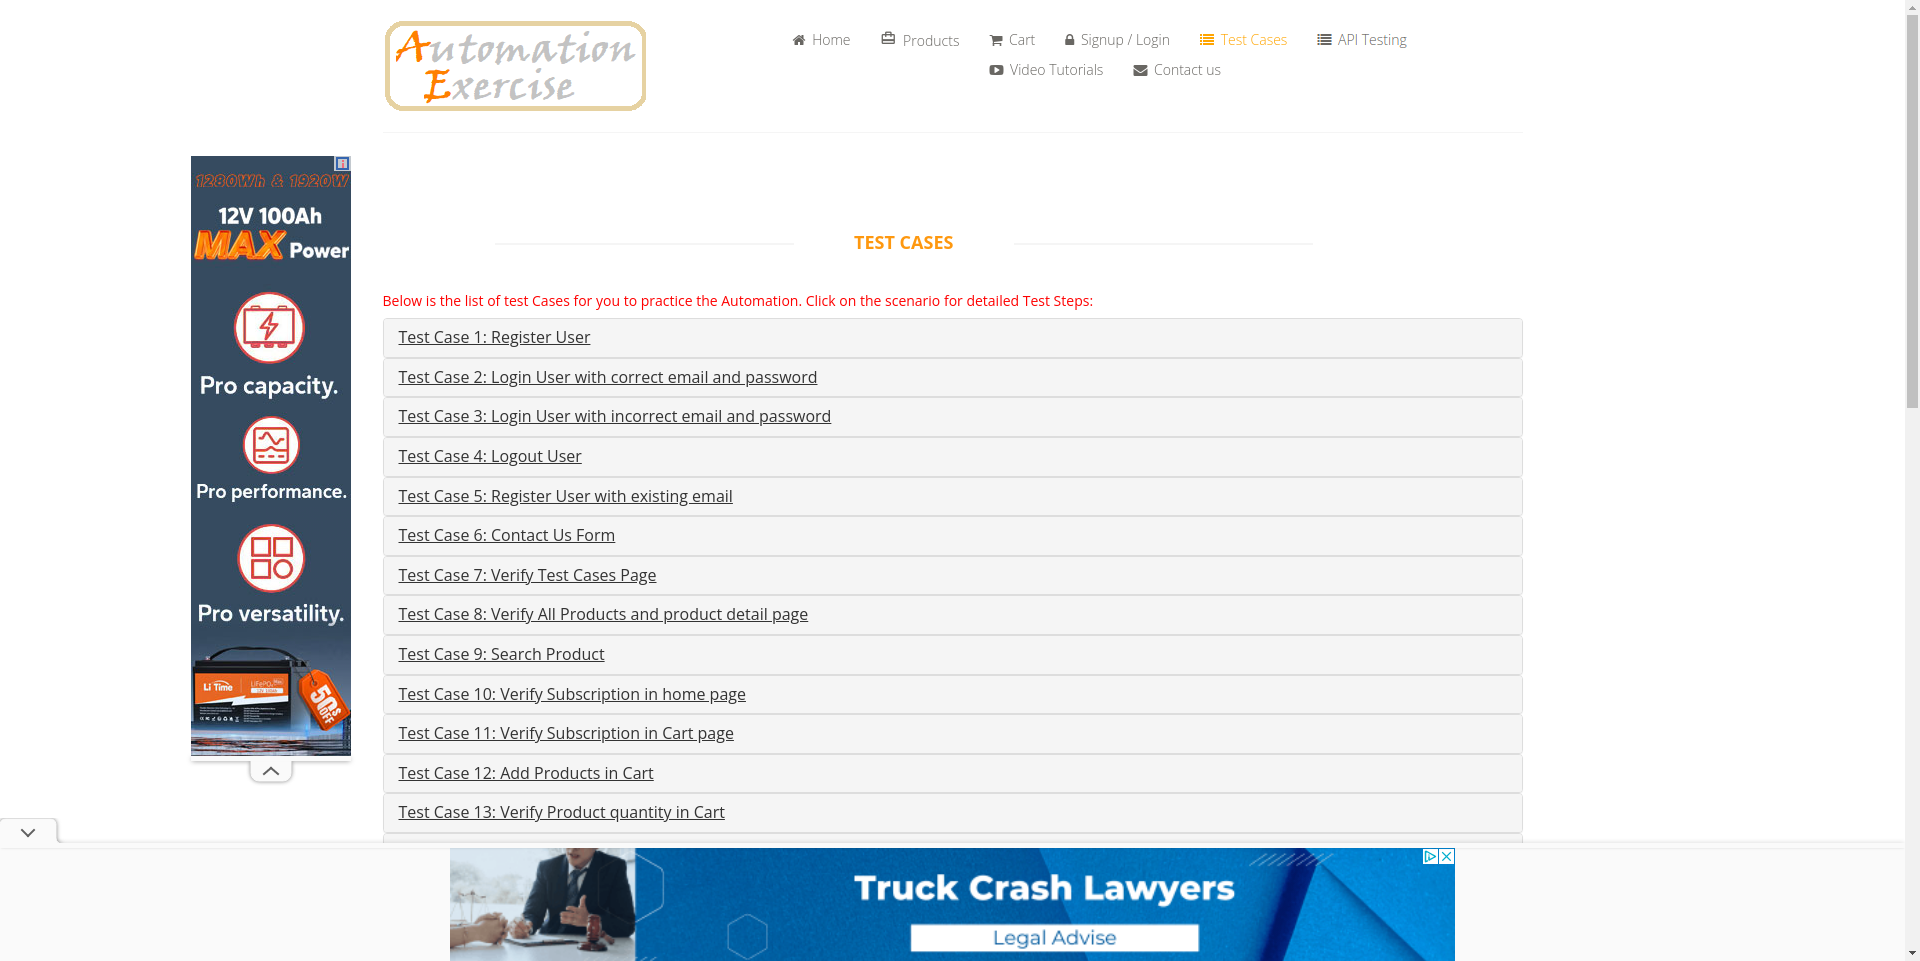 Automation
Exercise
Home
Products
Cart
Signup / Login
Test Cases
API Testing
Video Tutorials
Contact us
1280Wh & 1920W
12V 100Ah
MAX Power
Pro capacity.
Pro performance.
Pro versatility.
Li Time
LiFePO₄
50%
OFF
TEST CASES
Below is the list of test Cases for you to practice the Automation. Click on the scenario for detailed Test Steps:
Test Case 1: Register User
Test Case 2: Login User with correct email and password
Test Case 3: Login User with incorrect email and password
Test Case 4: Logout User
Test Case 5: Register User with existing email
Test Case 6: Contact Us Form
Test Case 7: Verify Test Cases Page
Test Case 8: Verify All Products and product detail page
Test Case 9: Search Product
Test Case 10: Verify Subscription in home page
Test Case 11: Verify Subscription in Cart page
Test Case 12: Add Products in Cart
Test Case 13: Verify Product quantity in Cart
Truck Crash Lawyers
Legal Advise